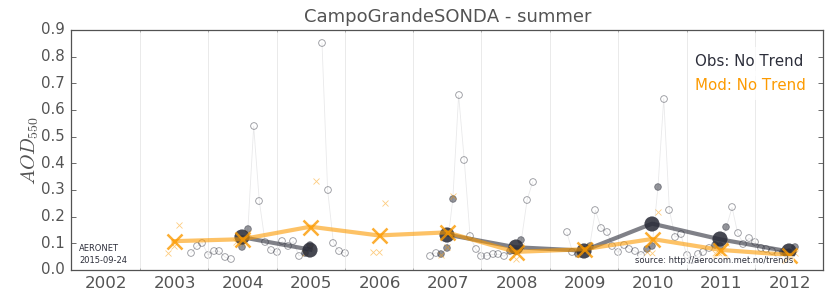 CampoGrandeSONDA - summer
0.9
0.8
0.7
0.6
0.5
0.4
0.3
0.2
0.1
0.0
AOD550
Obs: No Trend
Mod: No Trend
AERONET
2015-09-24
source: http://aerocom.met.no/trends
2002 2003 2004 2005 2006 2007 2008 2009 2010 2011 2012